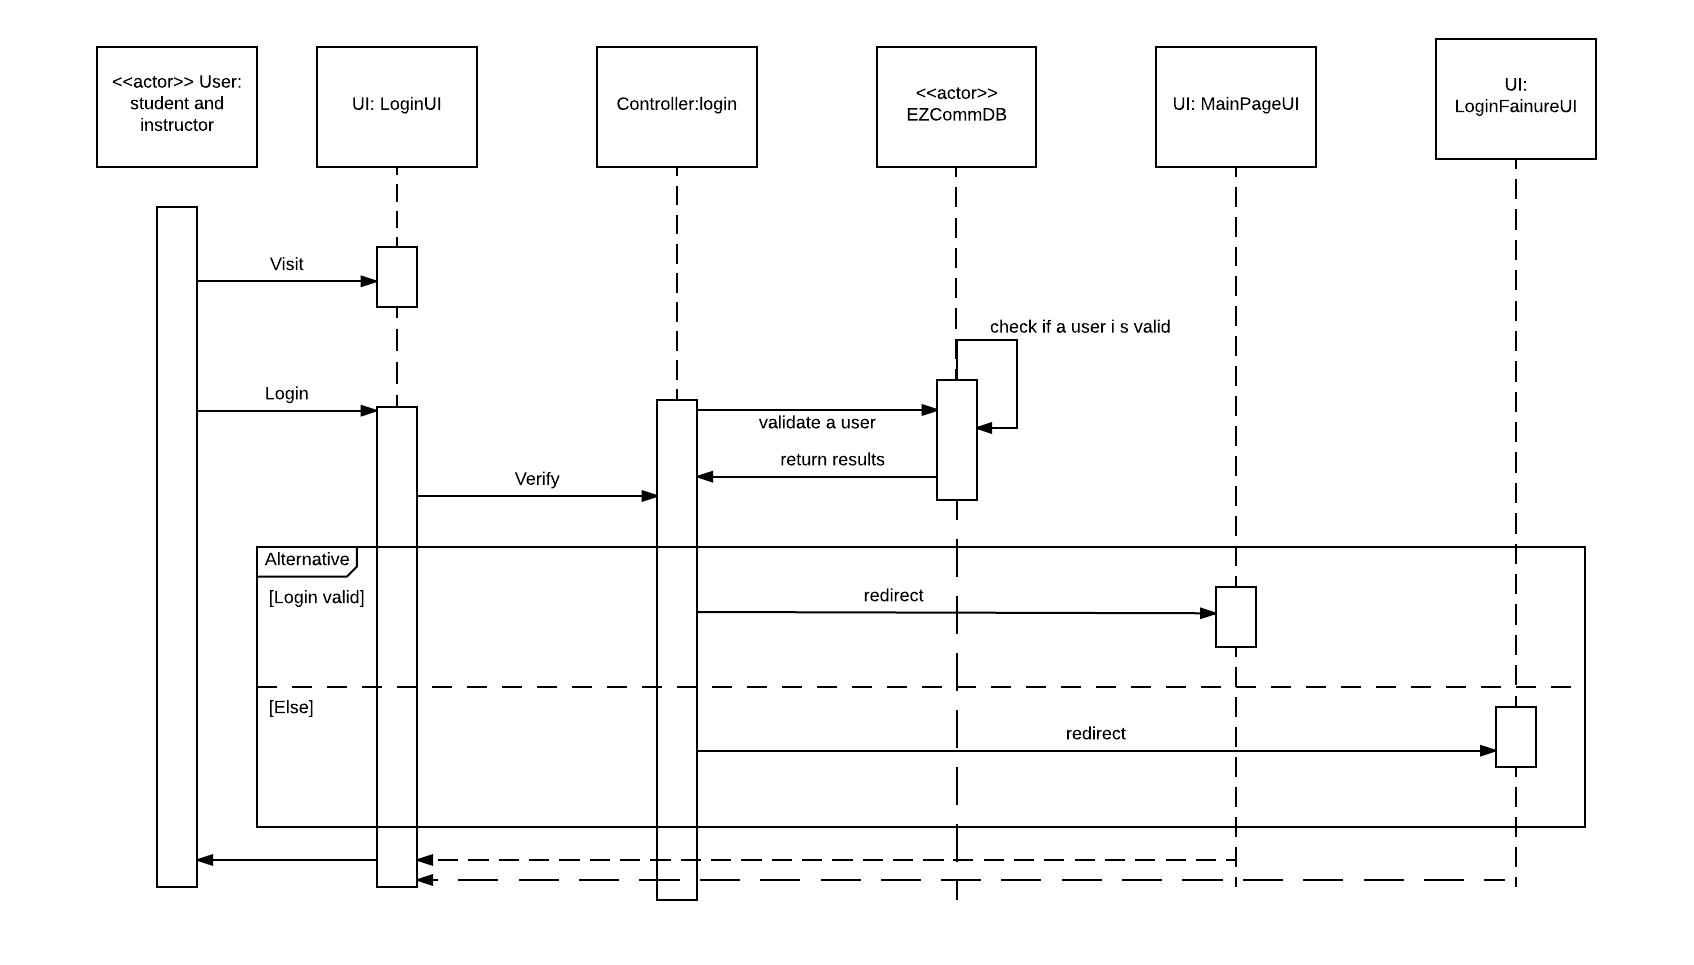 <<actor>> User:
student and
instructor
UI: LoginUI
Controller:login
<<actor>>
EZCommDB
UI: MainPageUI
UI:
LoginFainureUI
Visit
check if a user i s valid
Login
validate a user
return results
Verify
Alternative
[Login valid]
redirect
[Else]
redirect